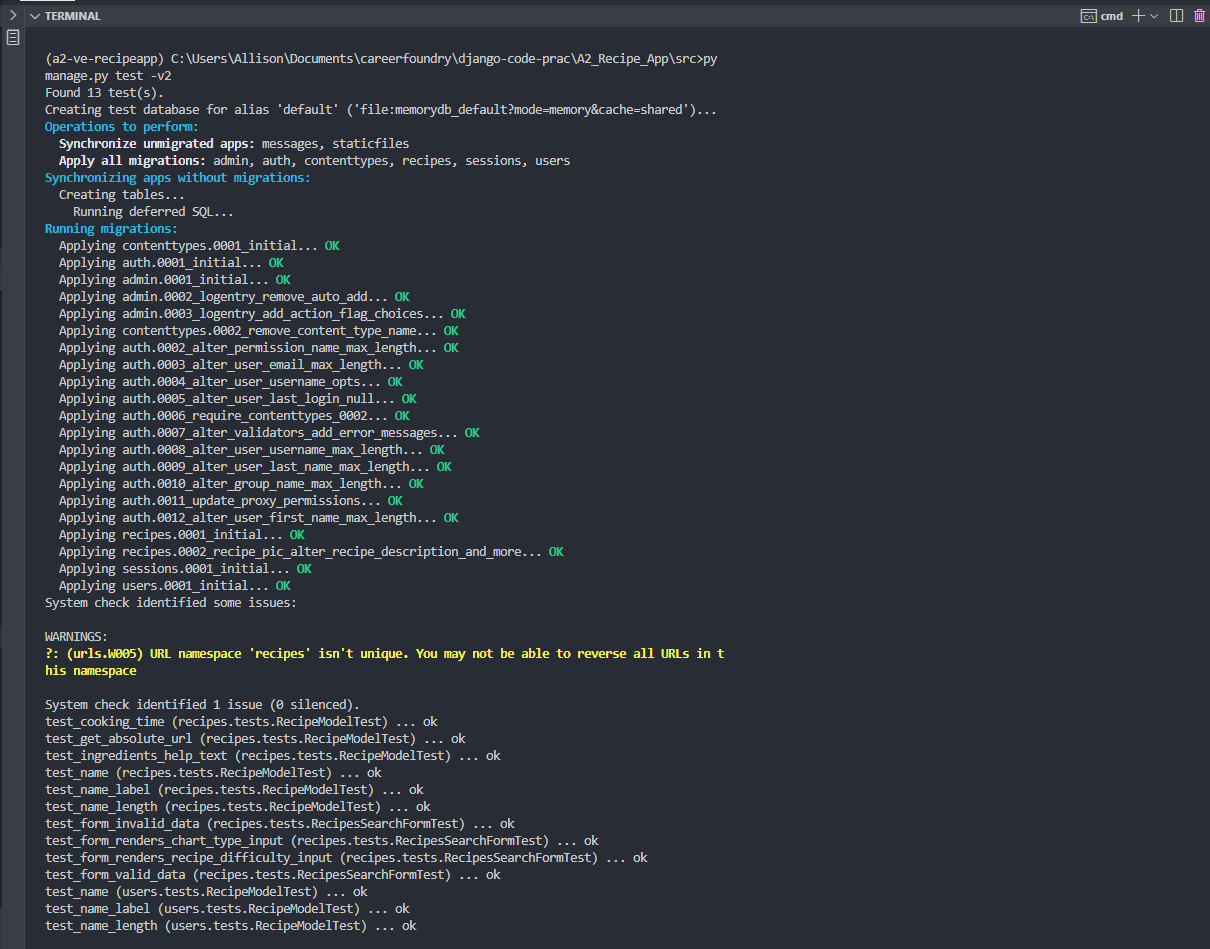 TERMINAL
cmd
(a2-ve-recipeapp) C:\Users\Allison\Documents\careerfoundry\django-code-prac\A2_Recipe_App\src>py
manage.py test -v2
Found 13 test(s).
Creating test database for alias 'default' ('file:memorydb_default?mode=memory&cache=shared')...
Operations to perform:
  Synchronize unmigrated apps: messages, staticfiles
  Apply all migrations: admin, auth, contenttypes, recipes, sessions, users
Synchronizing apps without migrations:
  Creating tables...
    Running deferred SQL...
Running migrations:
  Applying contenttypes.0001_initial... OK
  Applying auth.0001_initial... OK
  Applying admin.0001_initial... OK
  Applying admin.0002_logentry_remove_auto_add... OK
  Applying admin.0003_logentry_add_action_flag_choices... OK
  Applying contenttypes.0002_remove_content_type_name... OK
  Applying auth.0002_alter_permission_name_max_length... OK
  Applying auth.0003_alter_user_email_max_length... OK
  Applying auth.0004_alter_user_username_opts... OK
  Applying auth.0005_alter_user_last_login_null... OK
  Applying auth.0006_require_contenttypes_0002... OK
  Applying auth.0007_alter_validators_add_error_messages... OK
  Applying auth.0008_alter_user_username_max_length... OK
  Applying auth.0009_alter_user_last_name_max_length... OK
  Applying auth.0010_alter_group_name_max_length... OK
  Applying auth.0011_update_proxy_permissions... OK
  Applying auth.0012_alter_user_first_name_max_length... OK
  Applying recipes.0001_initial... OK
  Applying recipes.0002_recipe_pic_alter_recipe_description_and_more... OK
  Applying sessions.0001_initial... OK
  Applying users.0001_initial... OK
System check identified some issues:
WARNINGS:
?: (urls.W005) URL namespace 'recipes' isn't unique. You may not be able to reverse all URLs in t
his namespace
System check identified 1 issue (0 silenced).
test_cooking_time (recipes.tests.RecipeModelTest) ... ok
test_get_absolute_url (recipes.tests.RecipeModelTest) ... ok
test_ingredients_help_text (recipes.tests.RecipeModelTest) ... ok
test_name (recipes.tests.RecipeModelTest) ... ok
test_name_label (recipes.tests.RecipeModelTest) ... ok
test_name_length (recipes.tests.RecipeModelTest) ... ok
test_form_invalid_data (recipes.tests.RecipesSearchFormTest) ... ok
test_form_renders_chart_type_input (recipes.tests.RecipesSearchFormTest) ... ok
test_form_renders_recipe_difficulty_input (recipes.tests.RecipesSearchFormTest) ... ok
test_form_valid_data (recipes.tests.RecipesSearchFormTest) ... ok
test_name (users.tests.RecipeModelTest) ... ok
test_name_label (users.tests.RecipeModelTest) ... ok
test_name_length (users.tests.RecipeModelTest) ... ok